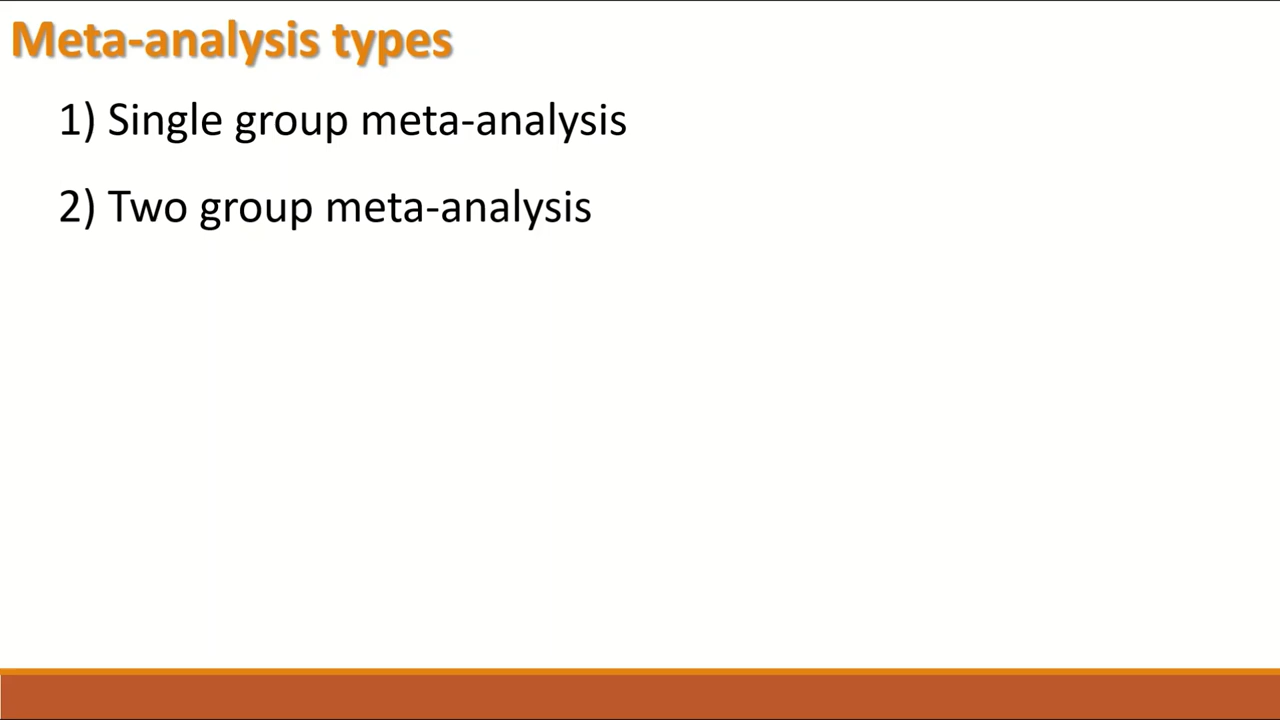 Meta-analysis types
1) Single group meta-analysis
2) Two group meta-analysis